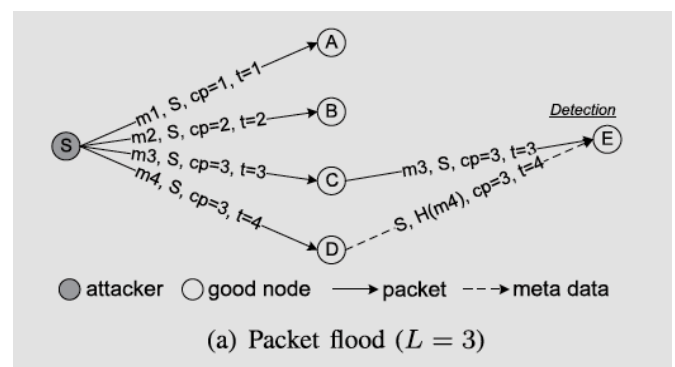 A
m1, S, cp=1, t=1
B
Detection
S
m2, S, cp=2, t=2
E
m3, S, cp=3, t=3
C
m3, S, cp=3, t=3
m4, S, cp=3, t=4
S, H(m4), cp=3, t=4
D
attacker good node packet meta data
(a) Packet flood (L = 3)